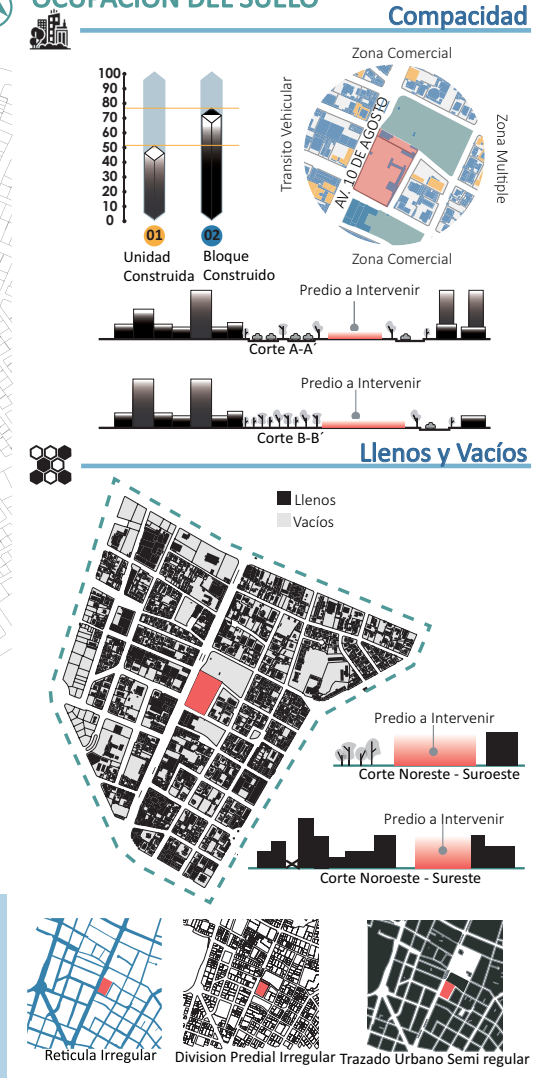 OCUPACIÓN DEL SUELO
Compacidad
100
90
80
70
60
50
40
30
20
10
0
01
02
Unidad
Construida
Bloque
Construido
Zona Comercial
Transito Vehicular
AV. 10 DE AGOSTO
Zona Multiple
Zona Comercial
Predio a Intervenir
Corte A-A´
Predio a Intervenir
Corte B-B´
Llenos y Vacíos
Llenos
Vacíos
Predio a Intervenir
Corte Noreste - Suroeste
Predio a Intervenir
Corte Noroeste - Sureste
Reticula Irregular
Division Predial Irregular
Trazado Urbano Semi regular